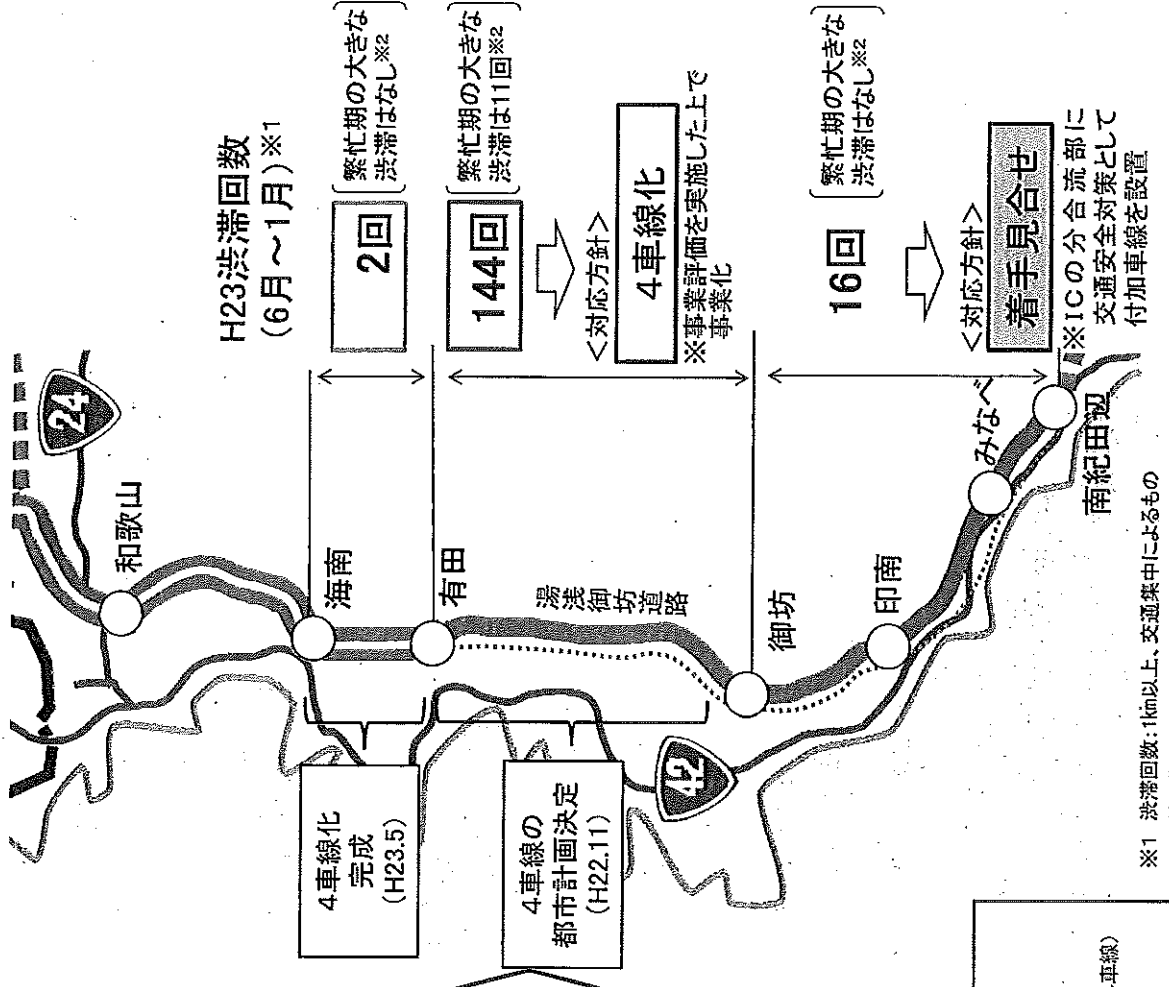 H23渋滞回数
(6月～1月)※1
2回
繁忙期の大きな
渋滞はなし※2
144回
繁忙期の大きな
渋滞は11回※2
<対応方針>
4車線化
※事業評価を実施した上で
事業化
16回
繁忙期の大きな
渋滞はなし※2
<対応方針>
着手見合せ
※ICの分合流部に
交通安全対策として
付加車線を設置
24
和歌山
海南
有田
湯浅
御坊
道路
御坊
印南
みなべ
南紀田辺
42
4車線化
完成
(H23.5)
4車線の
都市計画決定
(H22.11)
車線)
※1 渋滞回数:1km以上、交通集中によるもの